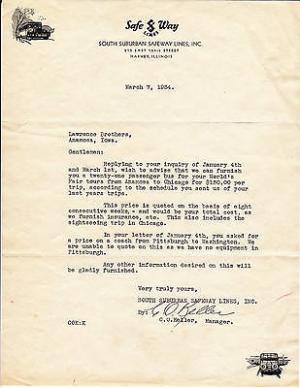 Safe Way
LINES
SOUTH SUBURBAN SAFEWAY LINES, INC.
HARVEY, ILLINOIS
March 7, 1934.
Lawrence Brothers,
Anamosa, Iowa.
Gentlemen:
Replying to your inquiry of January 4th
and March 1st, wish to advise that we can furnish
you a twenty-one passenger bus for your World's
Fair tours from Anamosa to Chicago for $150.00 per
trip, according to the schedule you sent us of your
last years trips.
This price is quoted on the basis of eight
consecutive weeks, - and would be your total cost, as
we furnish insurance, etc. This also includes the
sightseeing trip in Chicago.
In your letter of January 4th, you asked for
a price on a coach from Pittsburgh to Washington. We
are unable to quote on this as we have no equipment in
Pittsburgh.
Any other information desired on this will
be gladly furnished.
Very truly yours,
SOUTH SUBURBAN SAFEWAY LINES, INC.
By:
Manager.